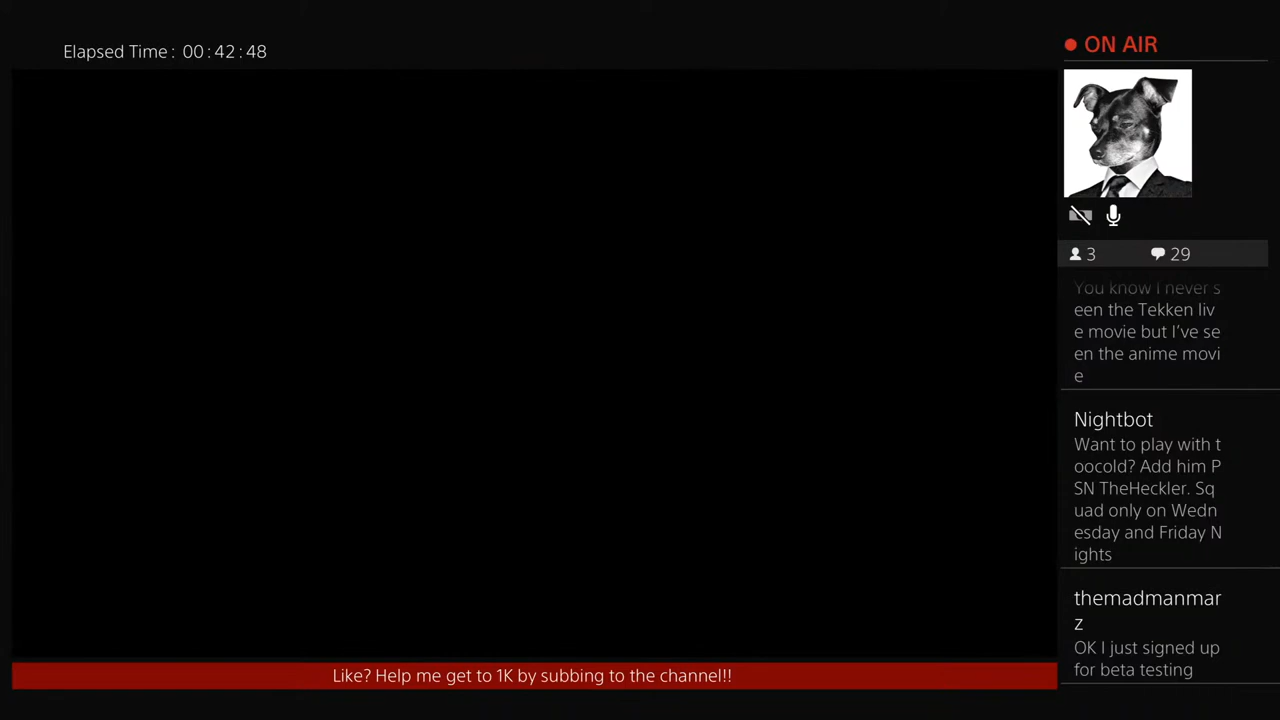 Elapsed Time: 00:42:48
ON AIR
3 29
You know I never s
een the Tekken liv
e movie but I've se
en the anime movi
e
Nightbot
Want to play with t
oocold? Add him P
SN TheHeckler. Sq
uad only on Wedn
esday and Friday N
ights
themadmanmar
z
OK I just signed up
for beta testing
Like? Help me get to 1K by subbing to the channel!!